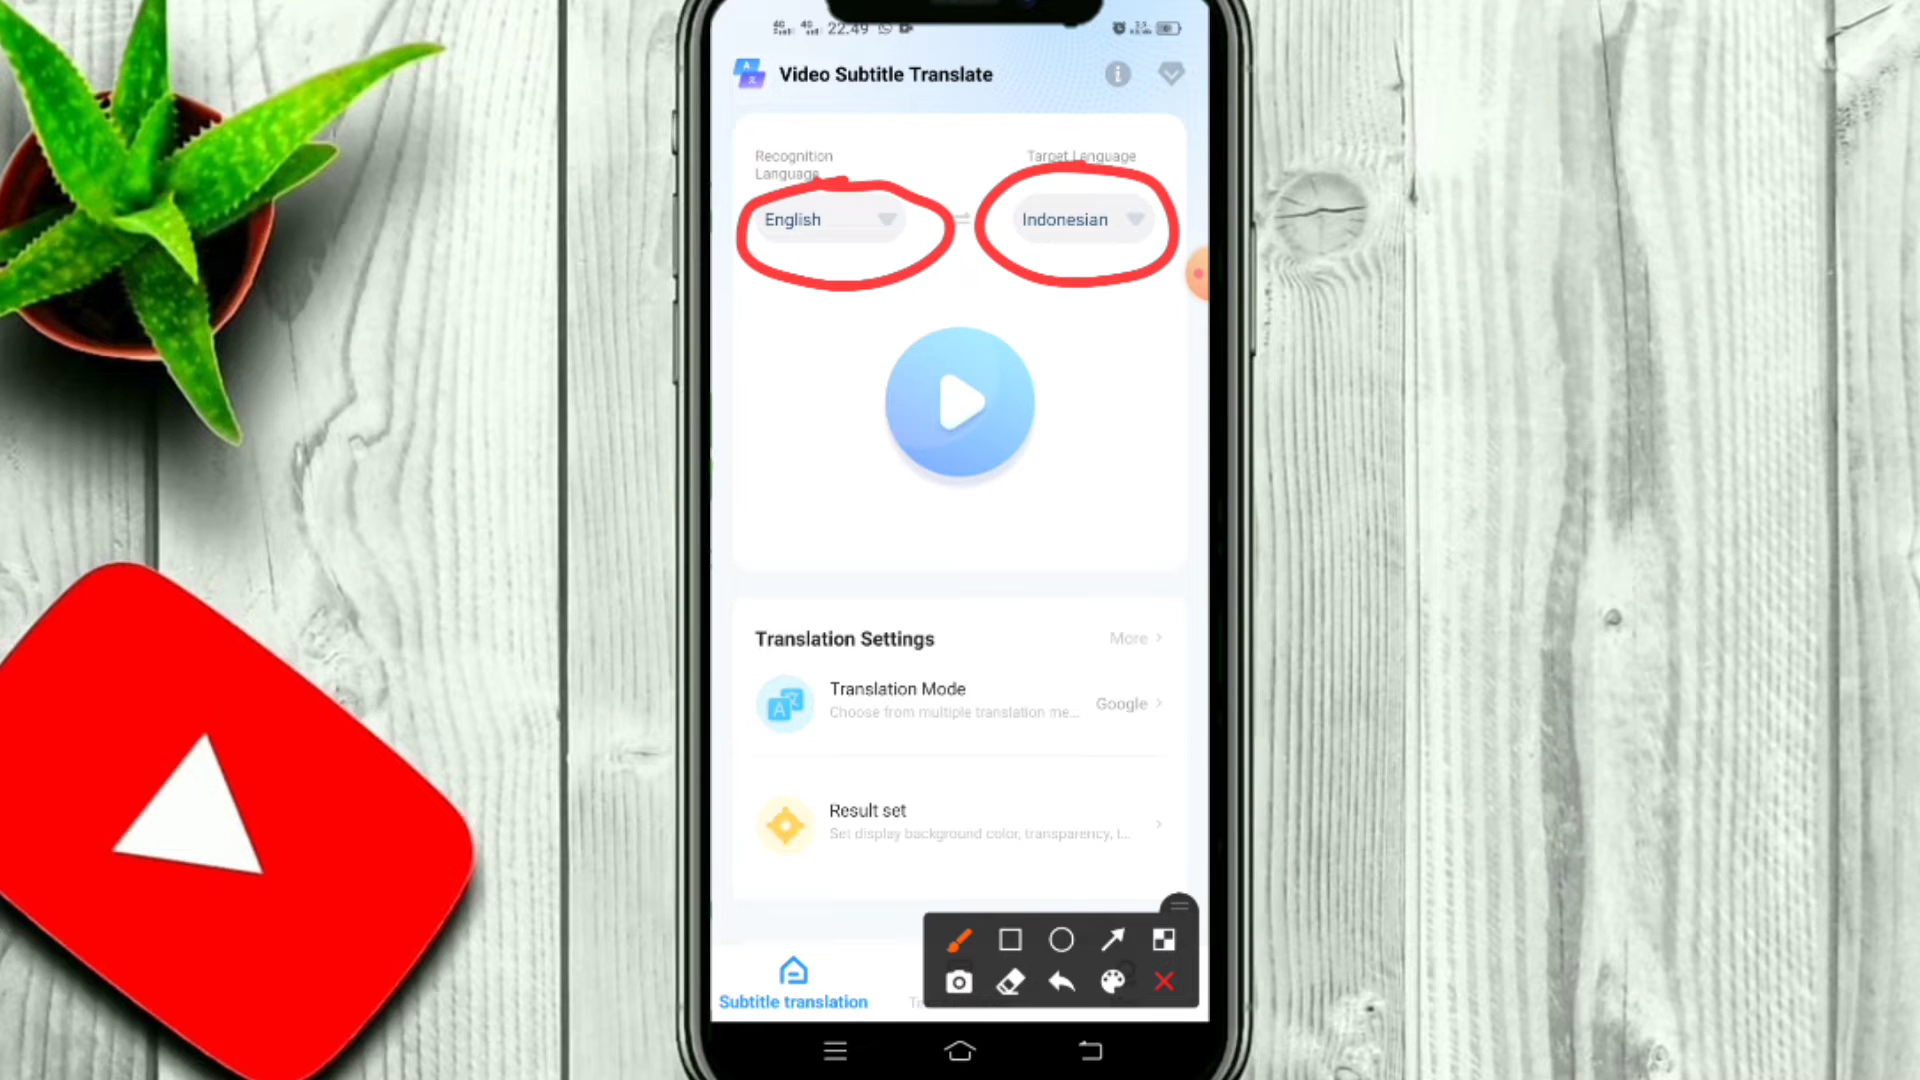 22.49
Video Subtitle Translate
Recognition
Language
Target Lenguage
English
Indonesian
Translation Settings
More
Translation Mode
Choose from multiple translation me...
Google
Result set
Set display background color, transparency, t...
Subtitle translation